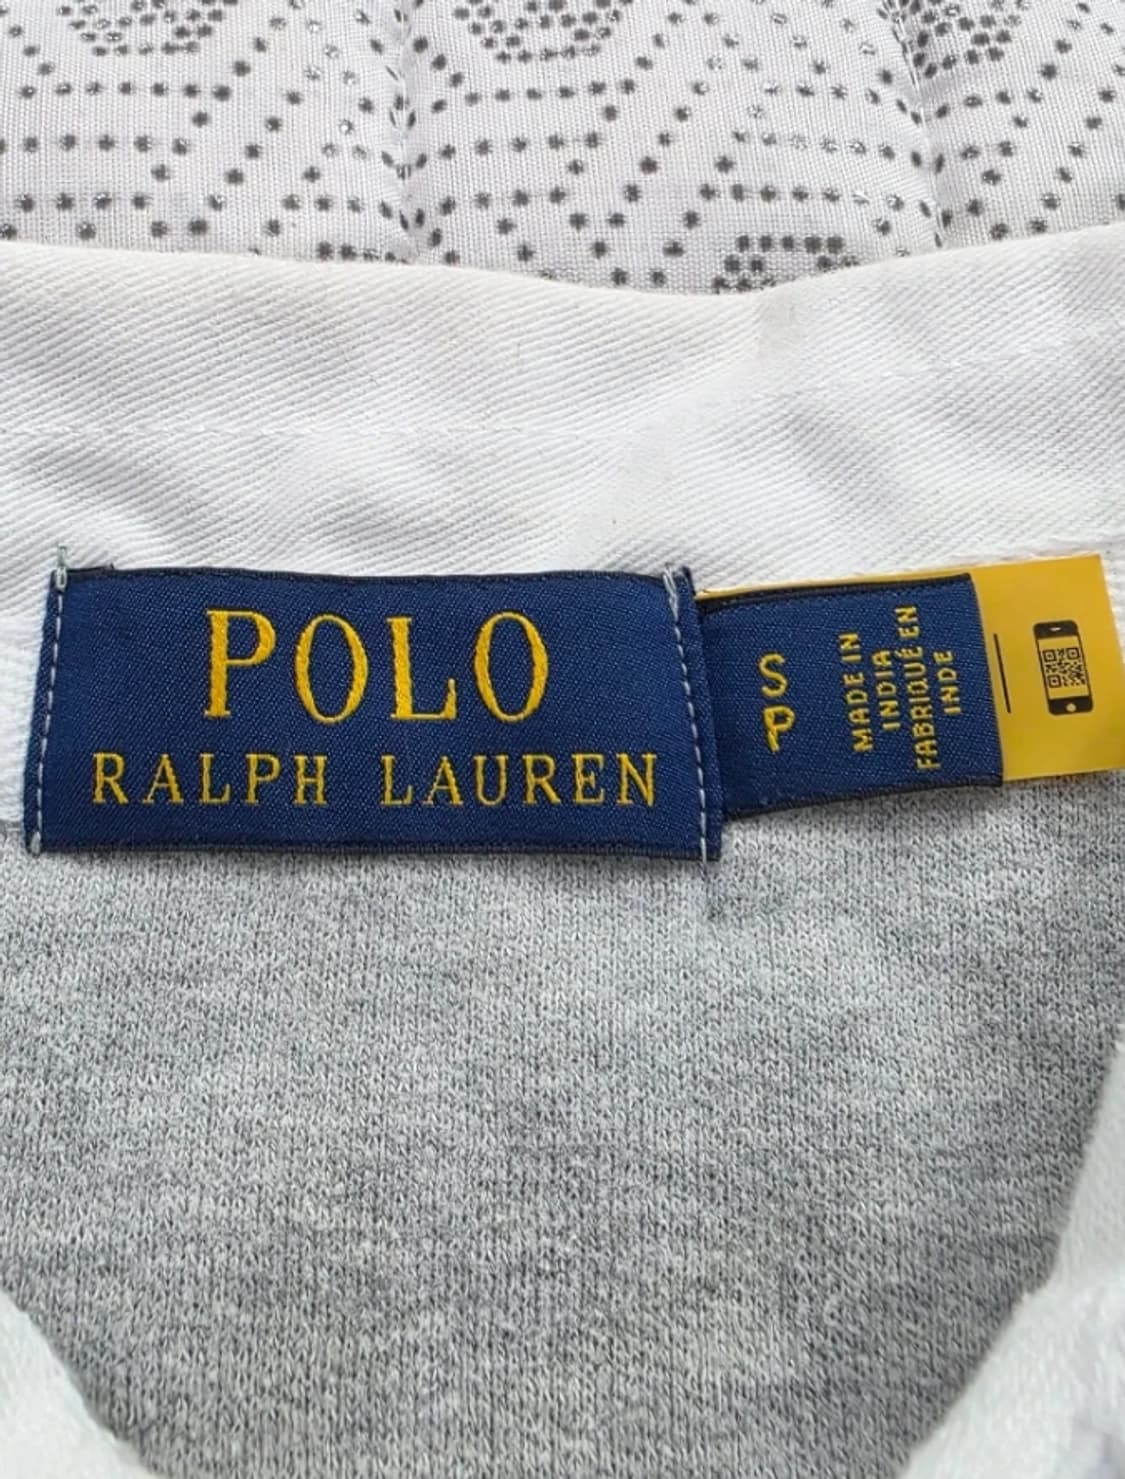 POLO
RALPH LAUREN
S
P
MADE IN
INDIA
FABRIQUÉ EN
INDE